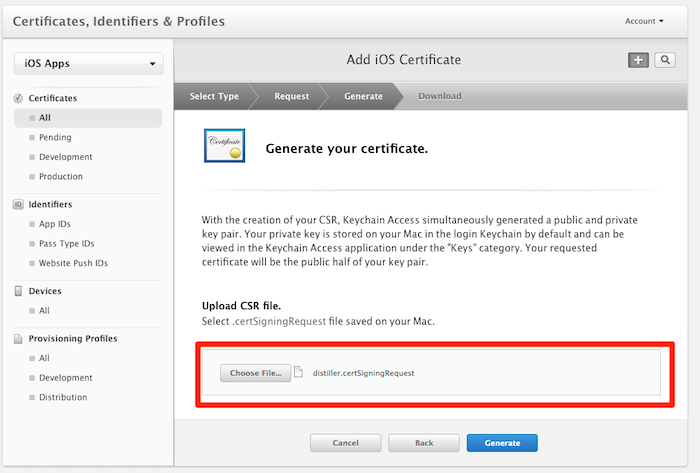 Certificates, Identifiers & Profiles
Account
iOS Apps
Certificates
All
Pending
Development
Production
ID
Identifiers
App IDs
Pass Type IDs
Website Push IDs
Devices
All
Provisioning Profiles
All
Development
Distribution
Add iOS Certificate
Select Type
Request
Generate
Download
Certificate
Generate your certificate.
With the creation of your CSR, Keychain Access simultaneously generated a public and private
key pair. Your private key is stored on your Mac in the login Keychain by default and can be
viewed in the Keychain Access application under the "Keys" category. Your requested
certificate will be the public half of your key pair.
Upload CSR file.
Select .certSigningRequest file saved on your Mac.
Choose File...
distiller.certSigningRequest
Cancel
Back
Generate